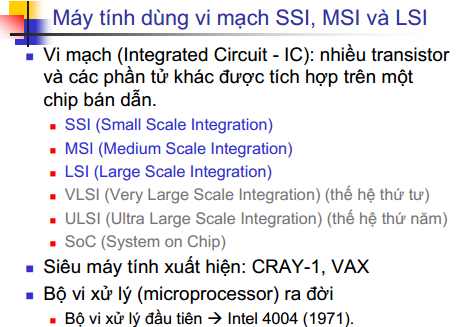 Máy tính dùng vi mạch SSI, MSI và LSI
Vi mạch (Integrated Circuit - IC): nhiều transistor
và các phần tử khác được tích hợp trên một
chip bán dẫn.
SSI (Small Scale Integration)
MSI (Medium Scale Integration)
LSI (Large Scale Integration)
VLSI (Very Large Scale Integration) (thế hệ thứ tư)
ULSI (Ultra Large Scale Integration) (thế hệ thứ năm)
SoC (System on Chip)
Siêu máy tính xuất hiện: CRAY-1, VAX
Bộ vi xử lý (microprocessor) ra đời
Bộ vi xử lý đầu tiên → Intel 4004 (1971).